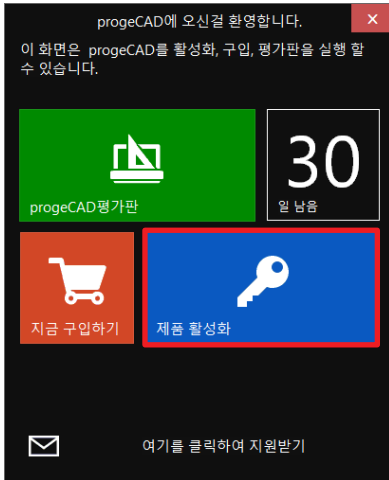 progeCAD에 오신걸 환영합니다.
이 화면은 progeCAD를 활성화, 구입, 평가판을 실행 할
수 있습니다.
progeCAD평가판
30
일 남음
지금 구입하기
제품 활성화
여기를 클릭하여 지원받기